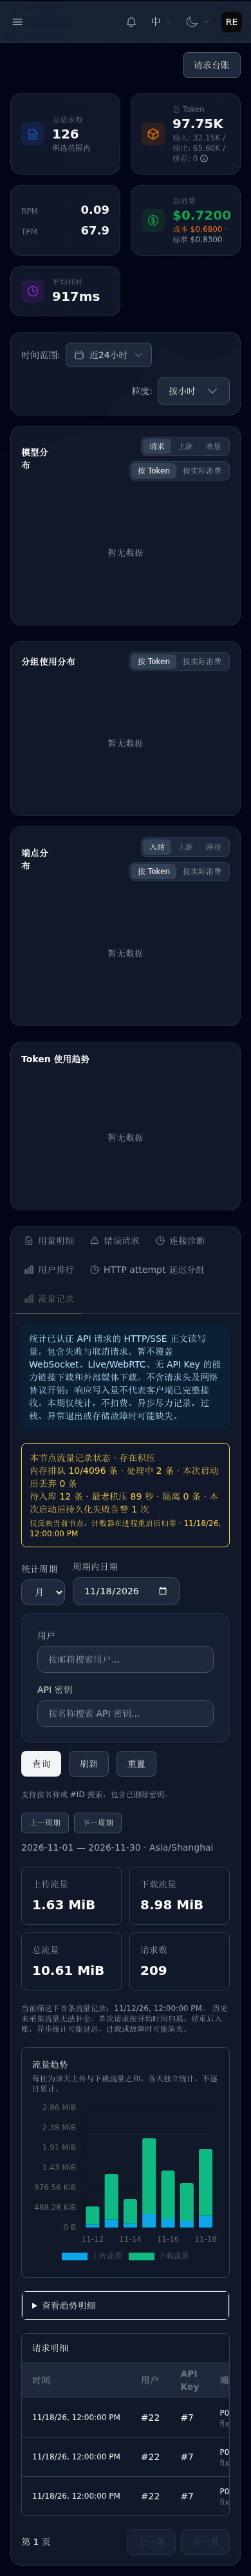 中
RE
请求台账
总请求数
126
所选范围内
总 Token
97.75K
输入: 32.15K /
输出: 65.60K /
缓存: 0
RPM 0.09
TPM 67.9
总消费
$0.7200
成本 $0.6800 ·
标准 $0.8300
平均耗时
917ms
时间范围: 近24小时
粒度: 按小时
模型分
布
请求 上游 映射
按 Token 按实际消费
暂无数据
分组使用分布
按 Token 按实际消费
暂无数据
端点分
布
入站 上游 路径
按 Token 按实际消费
暂无数据
Token 使用趋势
暂无数据
用量明细 错误请求 连接诊断
用户排行 HTTP attempt 延迟分组
流量记录
统计已认证 API 请求的 HTTP/SSE 正文读写
量，包含失败与取消请求。暂不覆盖
WebSocket、Live/WebRTC、无 API Key 的能
力链接下载和外部媒体下载。不含请求头及网络
协议开销；响应写入量不代表客户端已完整接
收。本期仅统计，不扣费。异步尽力记录，过
载、异常退出或存储故障时可能缺失。
本节点流量记录状态 · 存在积压
内存排队 10/4096 条 · 处理中 2 条 · 本次启动
后丢弃 0 条
待入库 12 条 · 最老积压 89 秒 · 隔离 0 条 · 本
次启动后持久化失败告警 1 次
仅反映当前节点，计数器在进程重启后归零 · 11/18/26,
12:00:00 PM
统计周期 周期内日期
月 11/18/2026
用户
按邮箱搜索用户...
API 密钥
按名称搜索 API 密钥...
查询 刷新 重置
支持按名称或 #ID 搜索，包含已删除密钥。
上一周期 下一周期
2026-11-01 — 2026-11-30 · Asia/Shanghai
上传流量
1.63 MiB
下载流量
8.98 MiB
总流量
10.61 MiB
请求数
209
当前筛选下首条流量记录：11/12/26, 12:00:00 PM。 历史
未采集流量无法补全。单次请求按开始时间归属，结束后入
账，异步统计可能延迟，过载或故障时可能缺失。
流量趋势
每柱为该天上传与下载流量之和，各天独立统计，不逐
日累计。
2.86 MiB
2.38 MiB
1.91 MiB
1.43 MiB
976.56 KiB
488.28 KiB
0 B
11-12 11-14 11-16 11-18
上传流量 下载流量
查看趋势明细
请求明细
时间 用户 API Key 端
11/18/26, 12:00:00 PM #22 #7 PO
fix
11/18/26, 12:00:00 PM #22 #7 PO
fix
11/18/26, 12:00:00 PM #22 #7 PO
fix
第 1 页 上一页 下一页